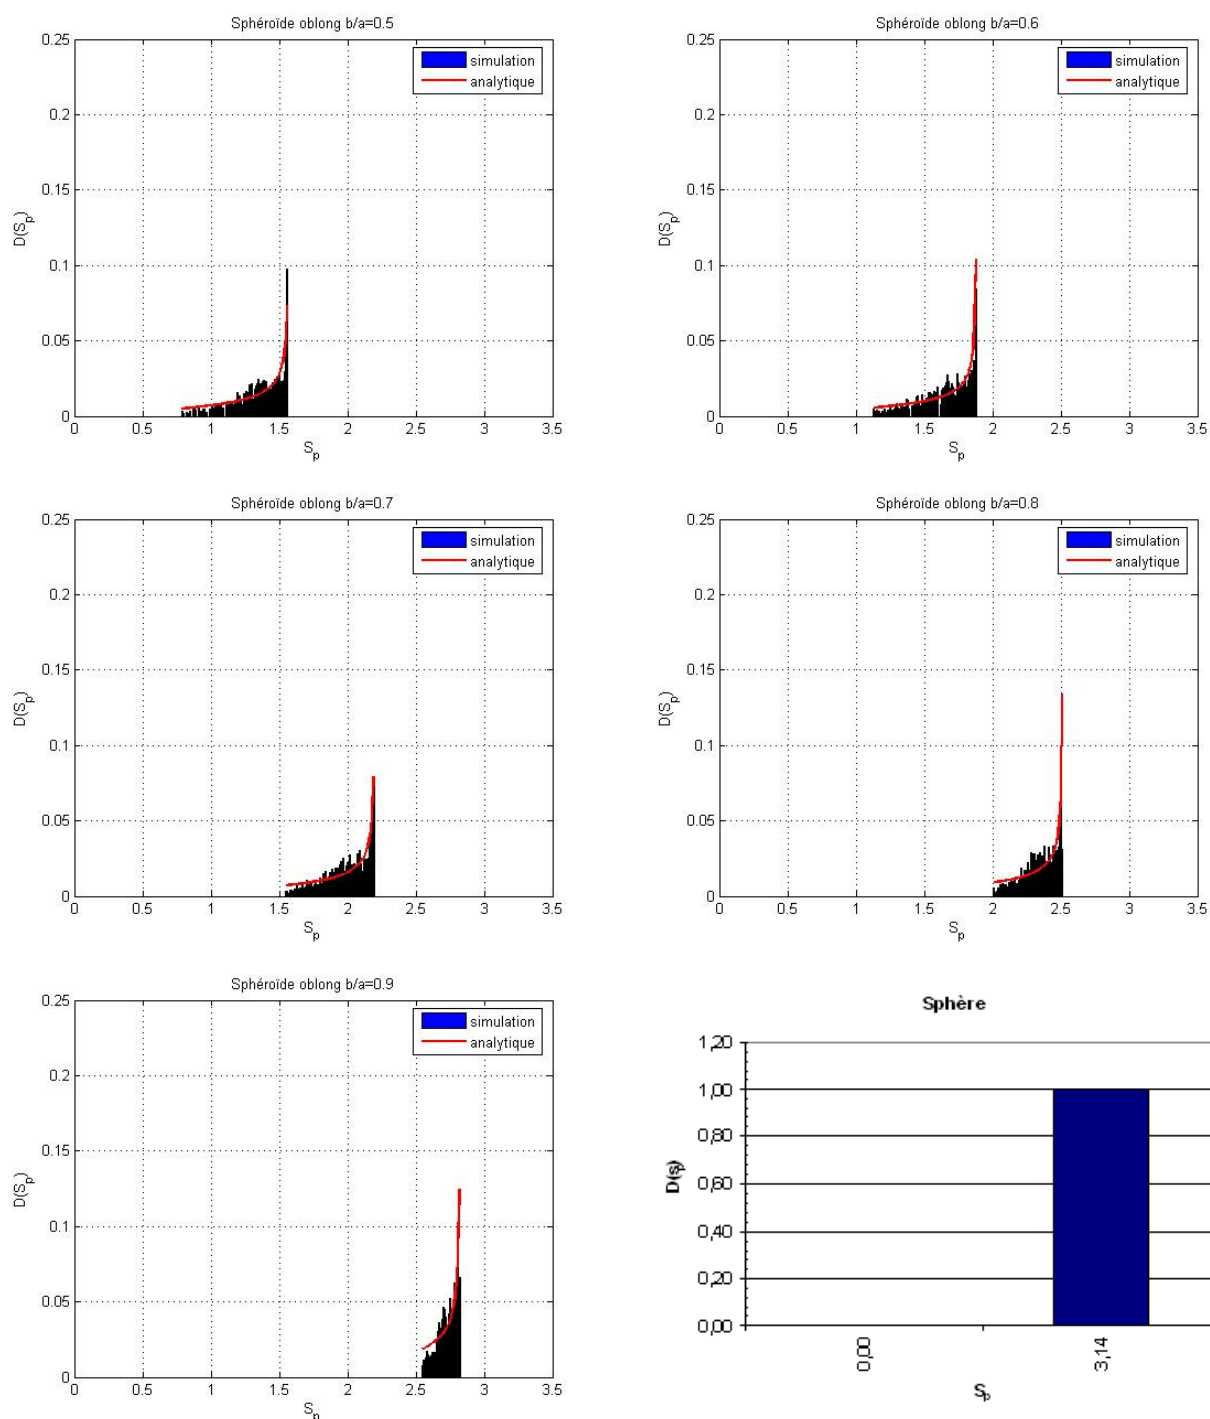 Sphéroïde oblong b/a=0.5
0.25
0.2
0.15
0.1
0.05
0
D(S_p)
simulation
analytique
0 0.5 1 1.5 2 2.5 3 3.5
S_p
Sphéroïde oblong b/a=0.6
0.25
0.2
0.15
0.1
0.05
0
D(S_p)
simulation
analytique
0 0.5 1 1.5 2 2.5 3 3.5
S_p
Sphéroïde oblong b/a=0.7
0.25
0.2
0.15
0.1
0.05
0
D(S_p)
simulation
analytique
0 0.5 1 1.5 2 2.5 3 3.5
S_p
Sphéroïde oblong b/a=0.8
0.25
0.2
0.15
0.1
0.05
0
D(S_p)
simulation
analytique
0 0.5 1 1.5 2 2.5 3 3.5
S_p
Sphéroïde oblong b/a=0.9
0.25
0.2
0.15
0.1
0.05
0
D(S_p)
simulation
analytique
0 0.5 1 1.5 2 2.5 3 3.5
S_p
Sphère
1,20
1,00
0,80
0,60
0,40
0,20
0,00
D(s_p)
0,00 3,14
S_p